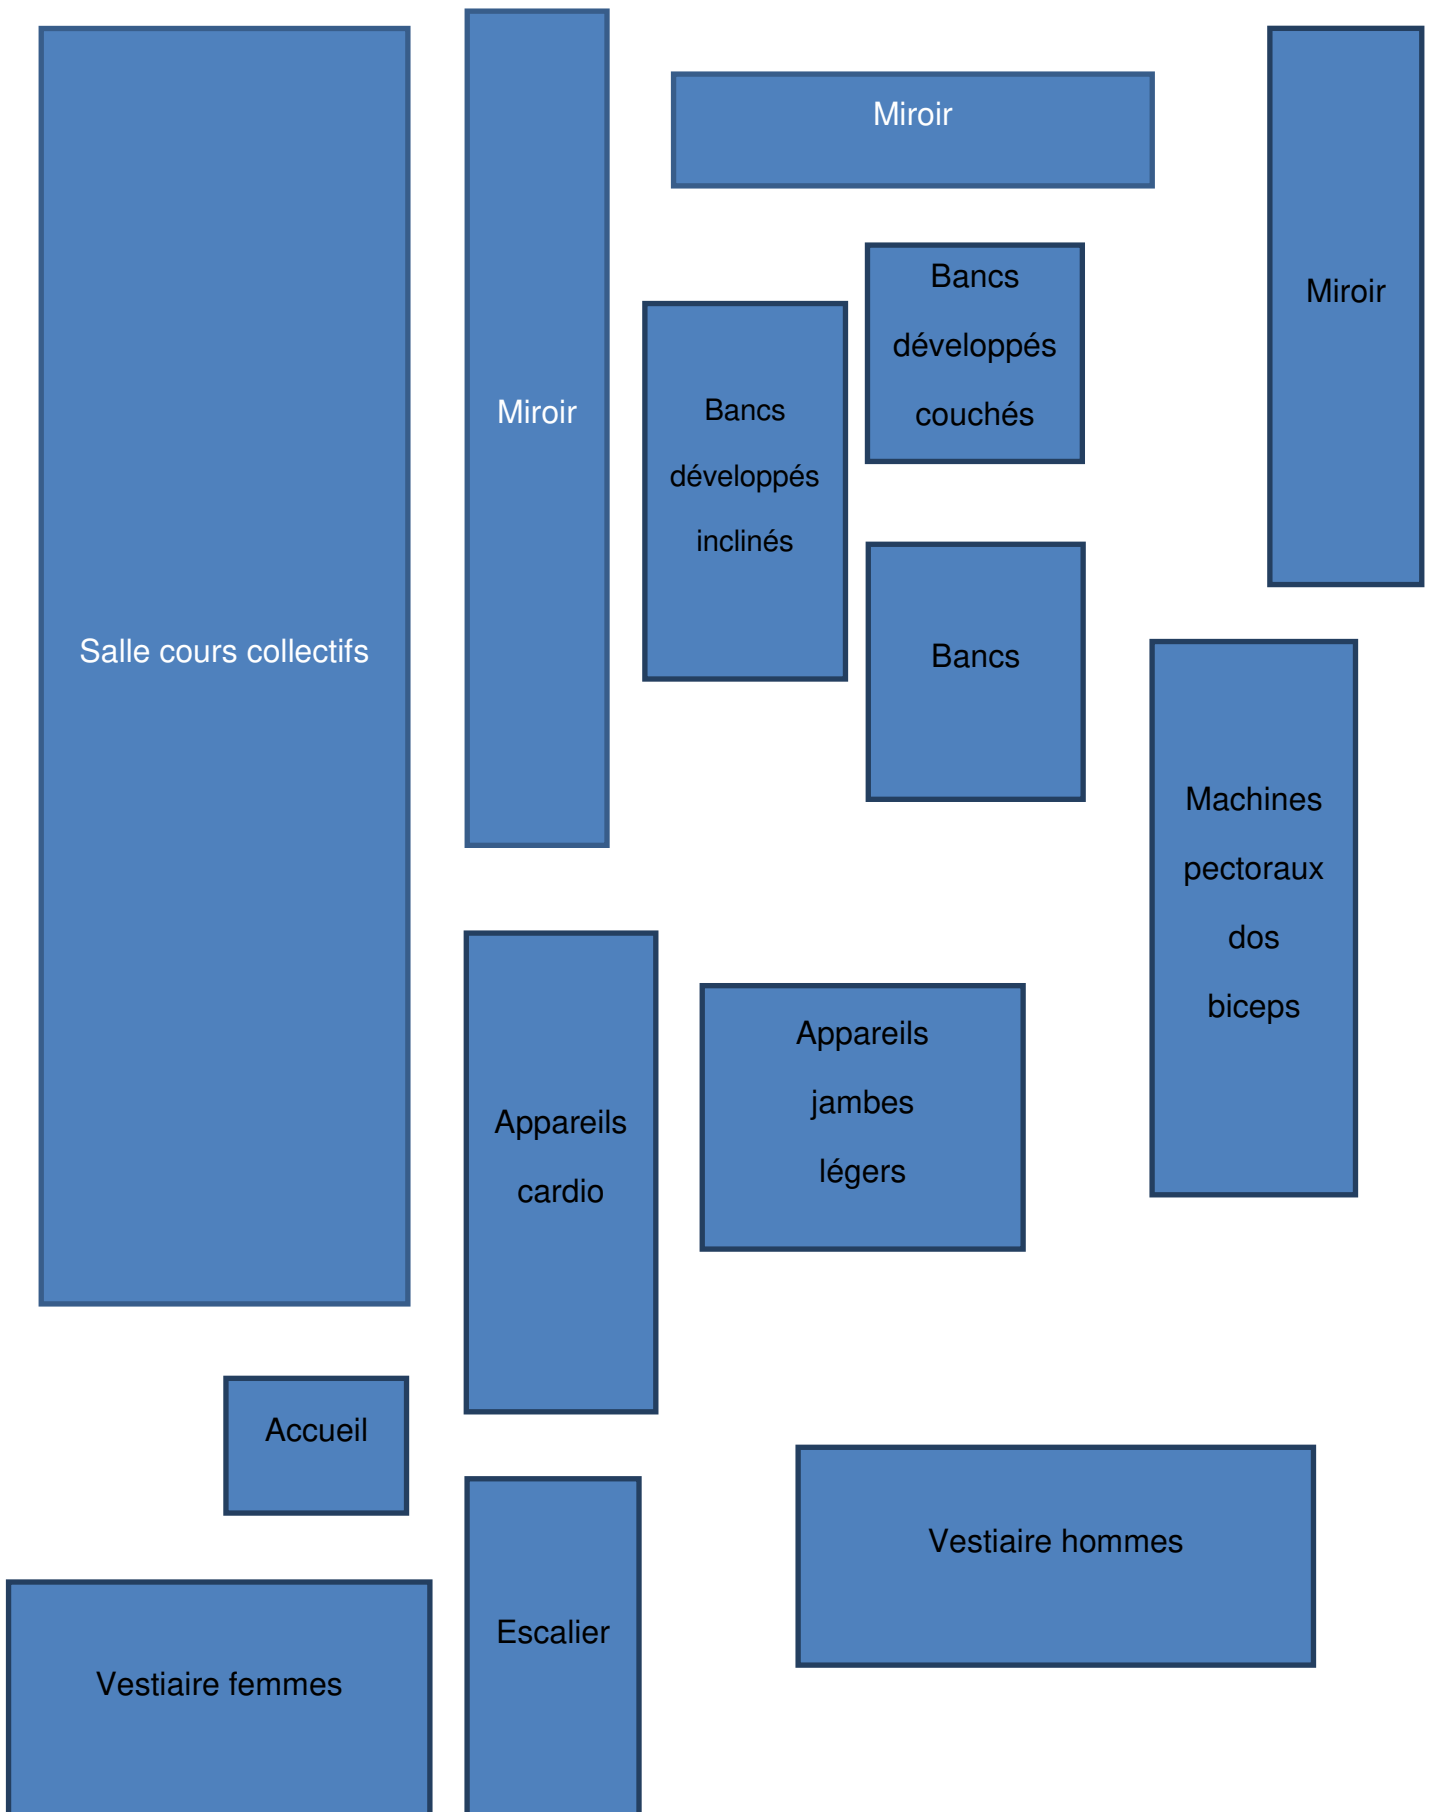 Miroir
Miroir
Bancs
développés
couchés
Miroir
Bancs
développés
inclinés
Salle cours collectifs
Bancs
Machines
pectoraux
dos
biceps
Appareils
jambes
légers
Appareils
cardio
Accueil
Vestiaire hommes
Escalier
Vestiaire femmes